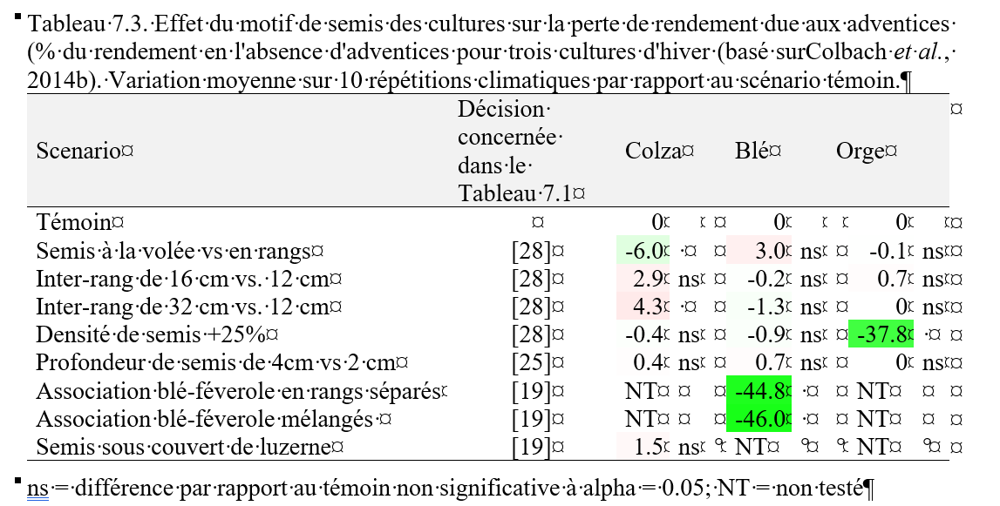 Tableau 7.3. Effet du motif de semis des cultures sur la perte de rendement due aux adventices
(% du rendement en l'absence d'adventices pour trois cultures d'hiver (basé surColbach et al.,
2014b). Variation moyenne sur 10 répétitions climatiques par rapport au scénario témoin.¶
Scenario¤ Décision concernée dans le Tableau 7.1¤ Colza¤ Blé¤ Orge¤ ¤
Témoin¤ ¤ 0¤ ¤ ¤ 0¤ ¤ ¤ 0¤ ¤¤
Semis à la volée vs en rangs¤ [28]¤ -6.0¤ ·¤ ¤ 3.0¤ ns¤ ¤ -0.1¤ ns¤¤
Inter-rang de 16 cm vs. 12 cm¤ [28]¤ 2.9¤ ns¤ ¤ -0.2¤ ns¤ ¤ 0.7¤ ns¤¤
Inter-rang de 32 cm vs. 12 cm¤ [28]¤ 4.3¤ ·¤ ¤ -1.3¤ ns¤ ¤ 0¤ ns¤¤
Densité de semis +25%¤ [28]¤ -0.4¤ ns¤ ¤ -0.9¤ ns¤ ¤ -37.8¤ ·¤ ¤
Profondeur de semis de 4cm vs 2 cm¤ [25]¤ 0.4¤ ns¤ ¤ 0.7¤ ns¤ ¤ 0¤ ns¤¤
Association blé-féverole en rangs séparés¤ [19]¤ NT¤ ¤ ¤ -44.8¤ ·¤ ¤ NT¤ ¤ ¤
Association blé-féverole mélangés ¤ [19]¤ NT¤ ¤ ¤ -46.0¤ ·¤ ¤ NT¤ ¤ ¤
Semis sous couvert de luzerne¤ [19]¤ 1.5¤ ns¤ ¤ NT¤ ¤ ¤ NT¤ ¤ ¤
ns = différence par rapport au témoin non significative à alpha = 0.05; NT = non testé¶